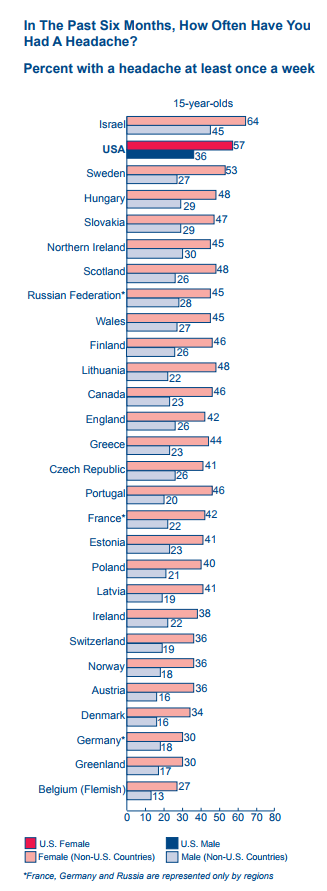 In The Past Six Months, How Often Have You
Had A Headache?
Percent with a headache at least once a week
15-year-olds
Israel 64
45
USA 57
36
Sweden 53
27
Hungary 48
29
Slovakia 47
29
Northern Ireland 45
30
Scotland 48
26
Russian Federation* 45
28
Wales 45
27
Finland 46
26
Lithuania 48
22
Canada 46
23
England 42
26
Greece 44
23
Czech Republic 41
26
Portugal 46
20
France* 42
22
Estonia 41
23
Poland 40
21
Latvia 41
19
Ireland 38
22
Switzerland 36
19
Norway 36
18
Austria 36
16
Denmark 34
16
Germany* 30
18
Greenland 30
17
Belgium (Flemish) 27
13
0 10 20 30 40 50 60 70 80
U.S. Female U.S. Male
Female (Non-U.S. Countries) Male (Non-U.S. Countries)
*France, Germany and Russia are represented only by regions